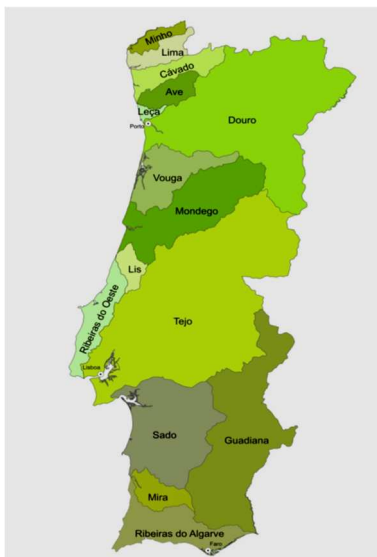 Minho
Lima
Cávado
Ave
Leça
Porto
Douro
Vouga
Mondego
Lis
Ribeiras do Oeste
Tejo
Lisboa
Sado
Guadiana
Mira
Ribeiras do Algarve
Faro